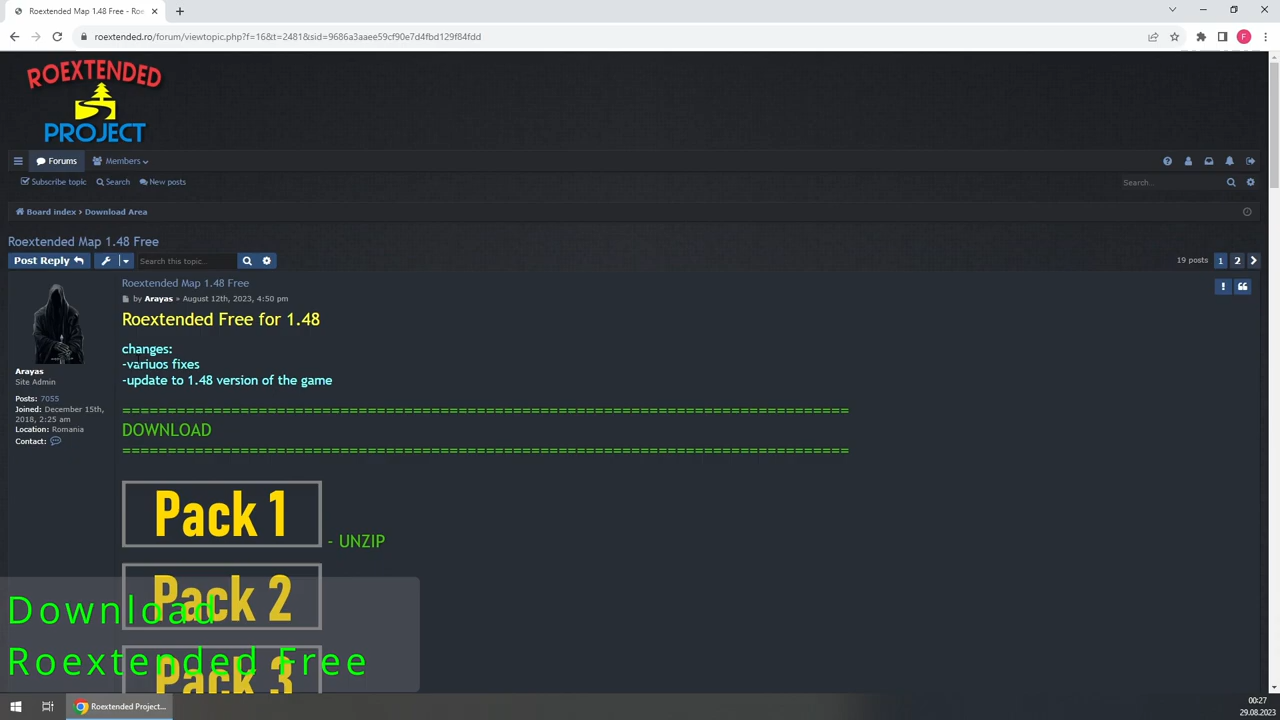 Roextended Map 1.48 Free - Roe
roextended.ro/forum/viewtopic.php?f=16&t=2481&sid=9686a3aaee59cf90e7d4fbd129f84fdd
F
ROEXTENDED
PROJECT
Forums
Members
Subscribe topic
Search
New posts
Search...
Board index
Download Area
Roextended Map 1.48 Free
Post Reply
Search this topic...
19 posts
1
2
Roextended Map 1.48 Free
by Arayas » August 12th, 2023, 4:50 pm
Roextended Free for 1.48
changes:
-variuos fixes
-update to 1.48 version of the game
Arayas
Site Admin
Posts: 7055
Joined: December 15th,
2018, 2:25 am
Location: Romania
Contact:
================================================================================
DOWNLOAD
================================================================================
Pack 1
- UNZIP
Pack 2
Pack 3
Download
Roextended Free
Roextended Project...
00:27
29.08.2023